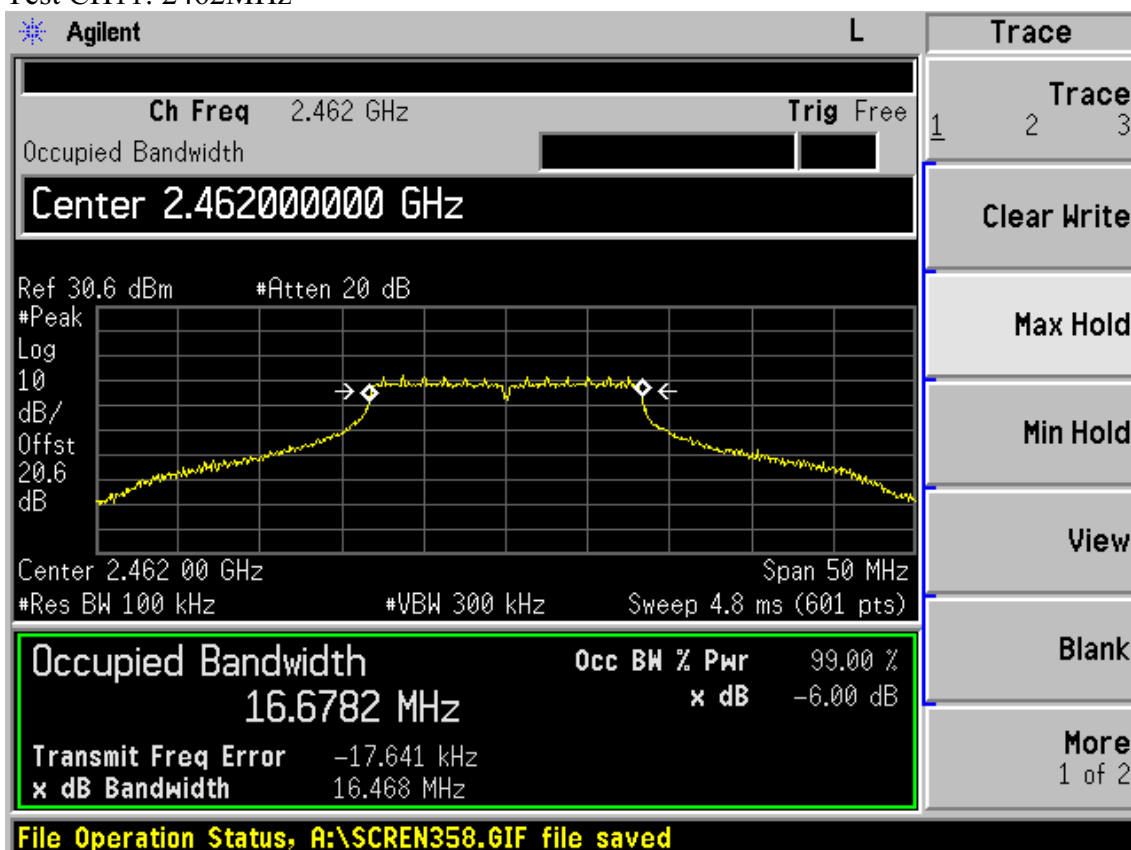 Test CH11: 2462MHz
Agilent L Trace
Ch Freq 2.462 GHz Trig Free
Occupied Bandwidth
Center 2.462000000 GHz
Ref 30.6 dBm #Atten 20 dB
#Peak
Log
10
dB/
Offst
20.6
dB
Center 2.462 00 GHz Span 50 MHz
#Res BW 100 kHz #VBW 300 kHz Sweep 4.8 ms (601 pts)
Occupied Bandwidth Occ BW % Pwr 99.00 %
16.6782 MHz x dB -6.00 dB
Transmit Freq Error -17.641 kHz
x dB Bandwidth 16.468 MHz
File Operation Status, A:\SCREN358.GIF file saved
Trace
1 2 3
Clear Write
Max Hold
Min Hold
View
Blank
More
1 of 2